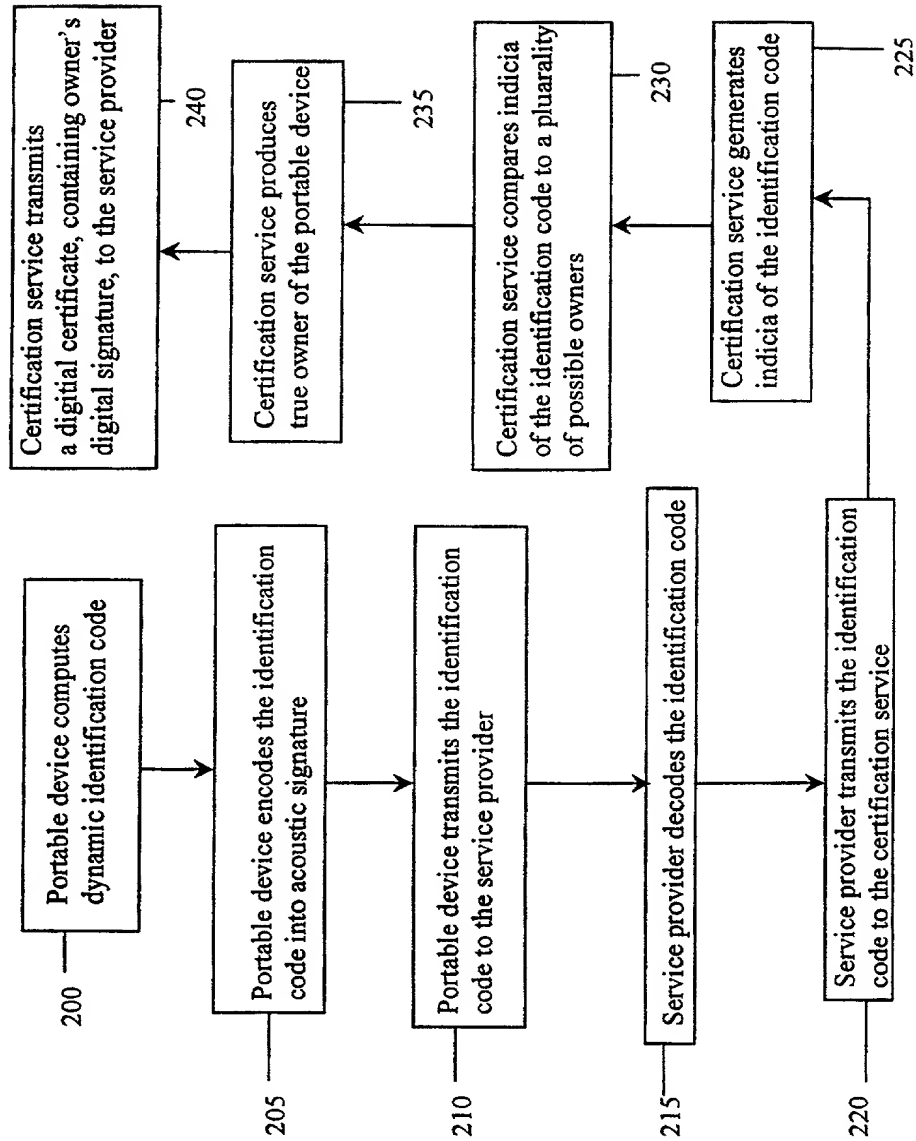 Portable device computes
dynamic identification code
200
Portable device encodes the identification
code into acoustic signature
205
Portable device transmits the identification
code to the service provider
210
Service provider decodes the identification code
215
Service provider transmits the identification
code to the certification service
220
Certification service gemerates
indicia of the identification code
225
Certification service compares indicia
of the identification code to a pluarality
of possible owners
230
Certification service produces
true owner of the portable device
235
Certification service transmits
a digitial certificate, containing owner's
digital signature, to the service provider
240